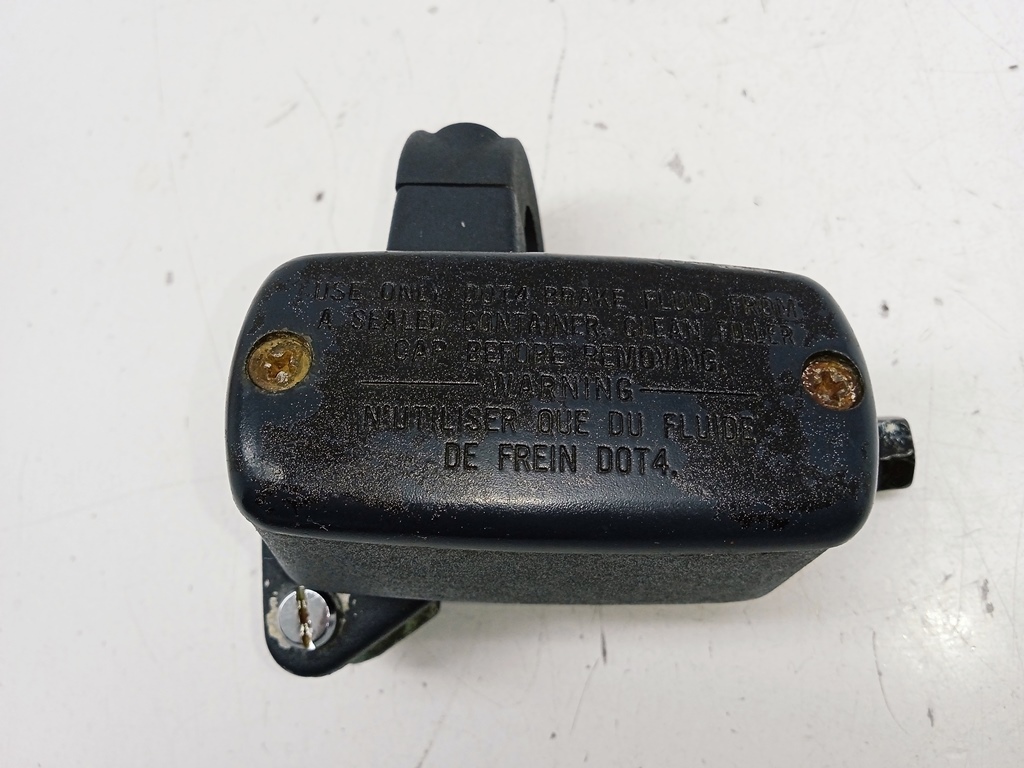 USE ONLY DOT4 BRAKE FLUID FROM
A SEALED CONTAINER. CLEAN FILLER
CAP BEFORE REMOVING.
WARNING
N'UTILISER QUE DU FLUIDE
DE FREIN DOT4.